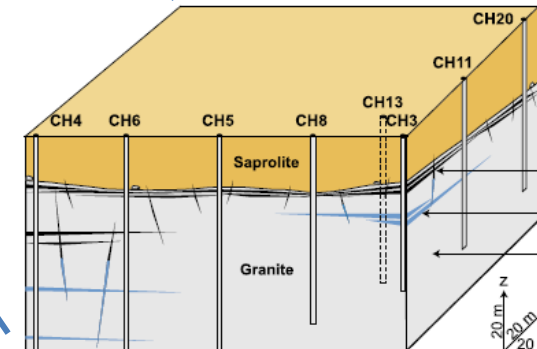 CH20
CH11
CH13
CH4 CH6 CH5 CH8 CH3
Saprolite
Granite
z
20 m
20 m
20